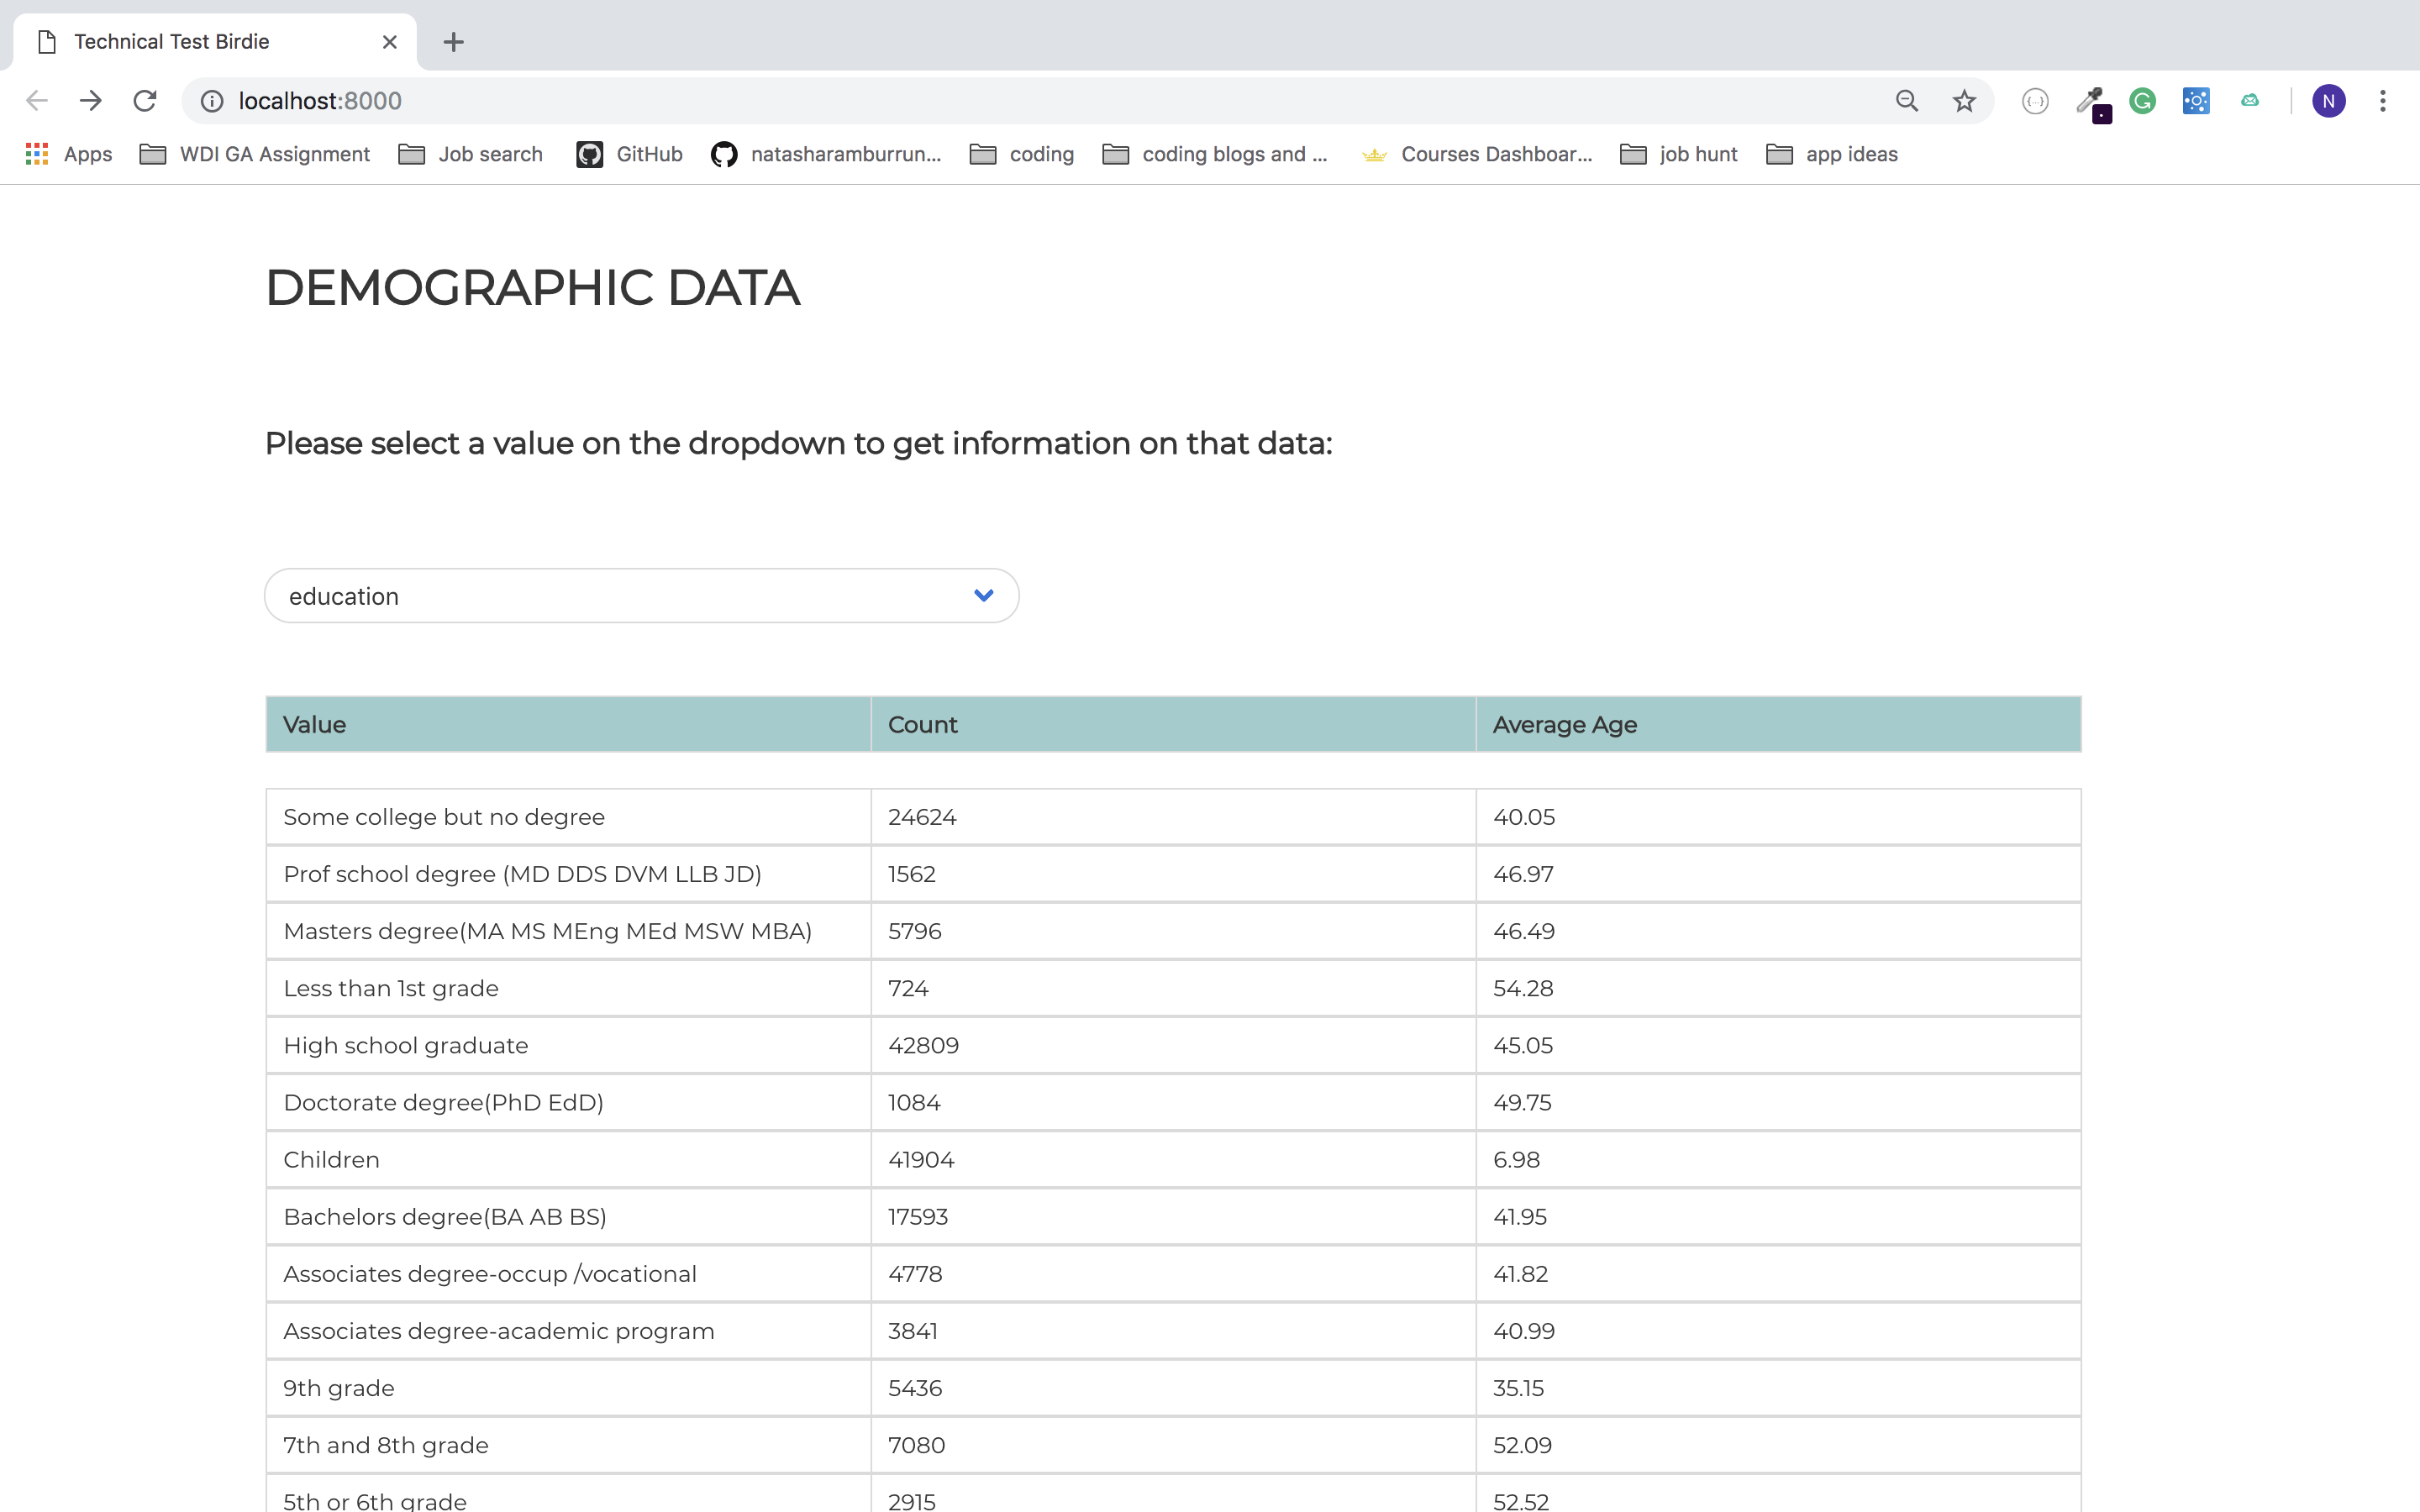 Technical Test Birdie
localhost:8000
N
Apps WDI GA Assignment Job search GitHub natasharamburrun... coding coding blogs and ... Courses Dashboar... job hunt app ideas
DEMOGRAPHIC DATA
Please select a value on the dropdown to get information on that data:
education
Value Count Average Age
Some college but no degree 24624 40.05
Prof school degree (MD DDS DVM LLB JD) 1562 46.97
Masters degree(MA MS MEng MEd MSW MBA) 5796 46.49
Less than 1st grade 724 54.28
High school graduate 42809 45.05
Doctorate degree(PhD EdD) 1084 49.75
Children 41904 6.98
Bachelors degree(BA AB BS) 17593 41.95
Associates degree-occup /vocational 4778 41.82
Associates degree-academic program 3841 40.99
9th grade 5436 35.15
7th and 8th grade 7080 52.09
5th or 6th grade 2915 52.52